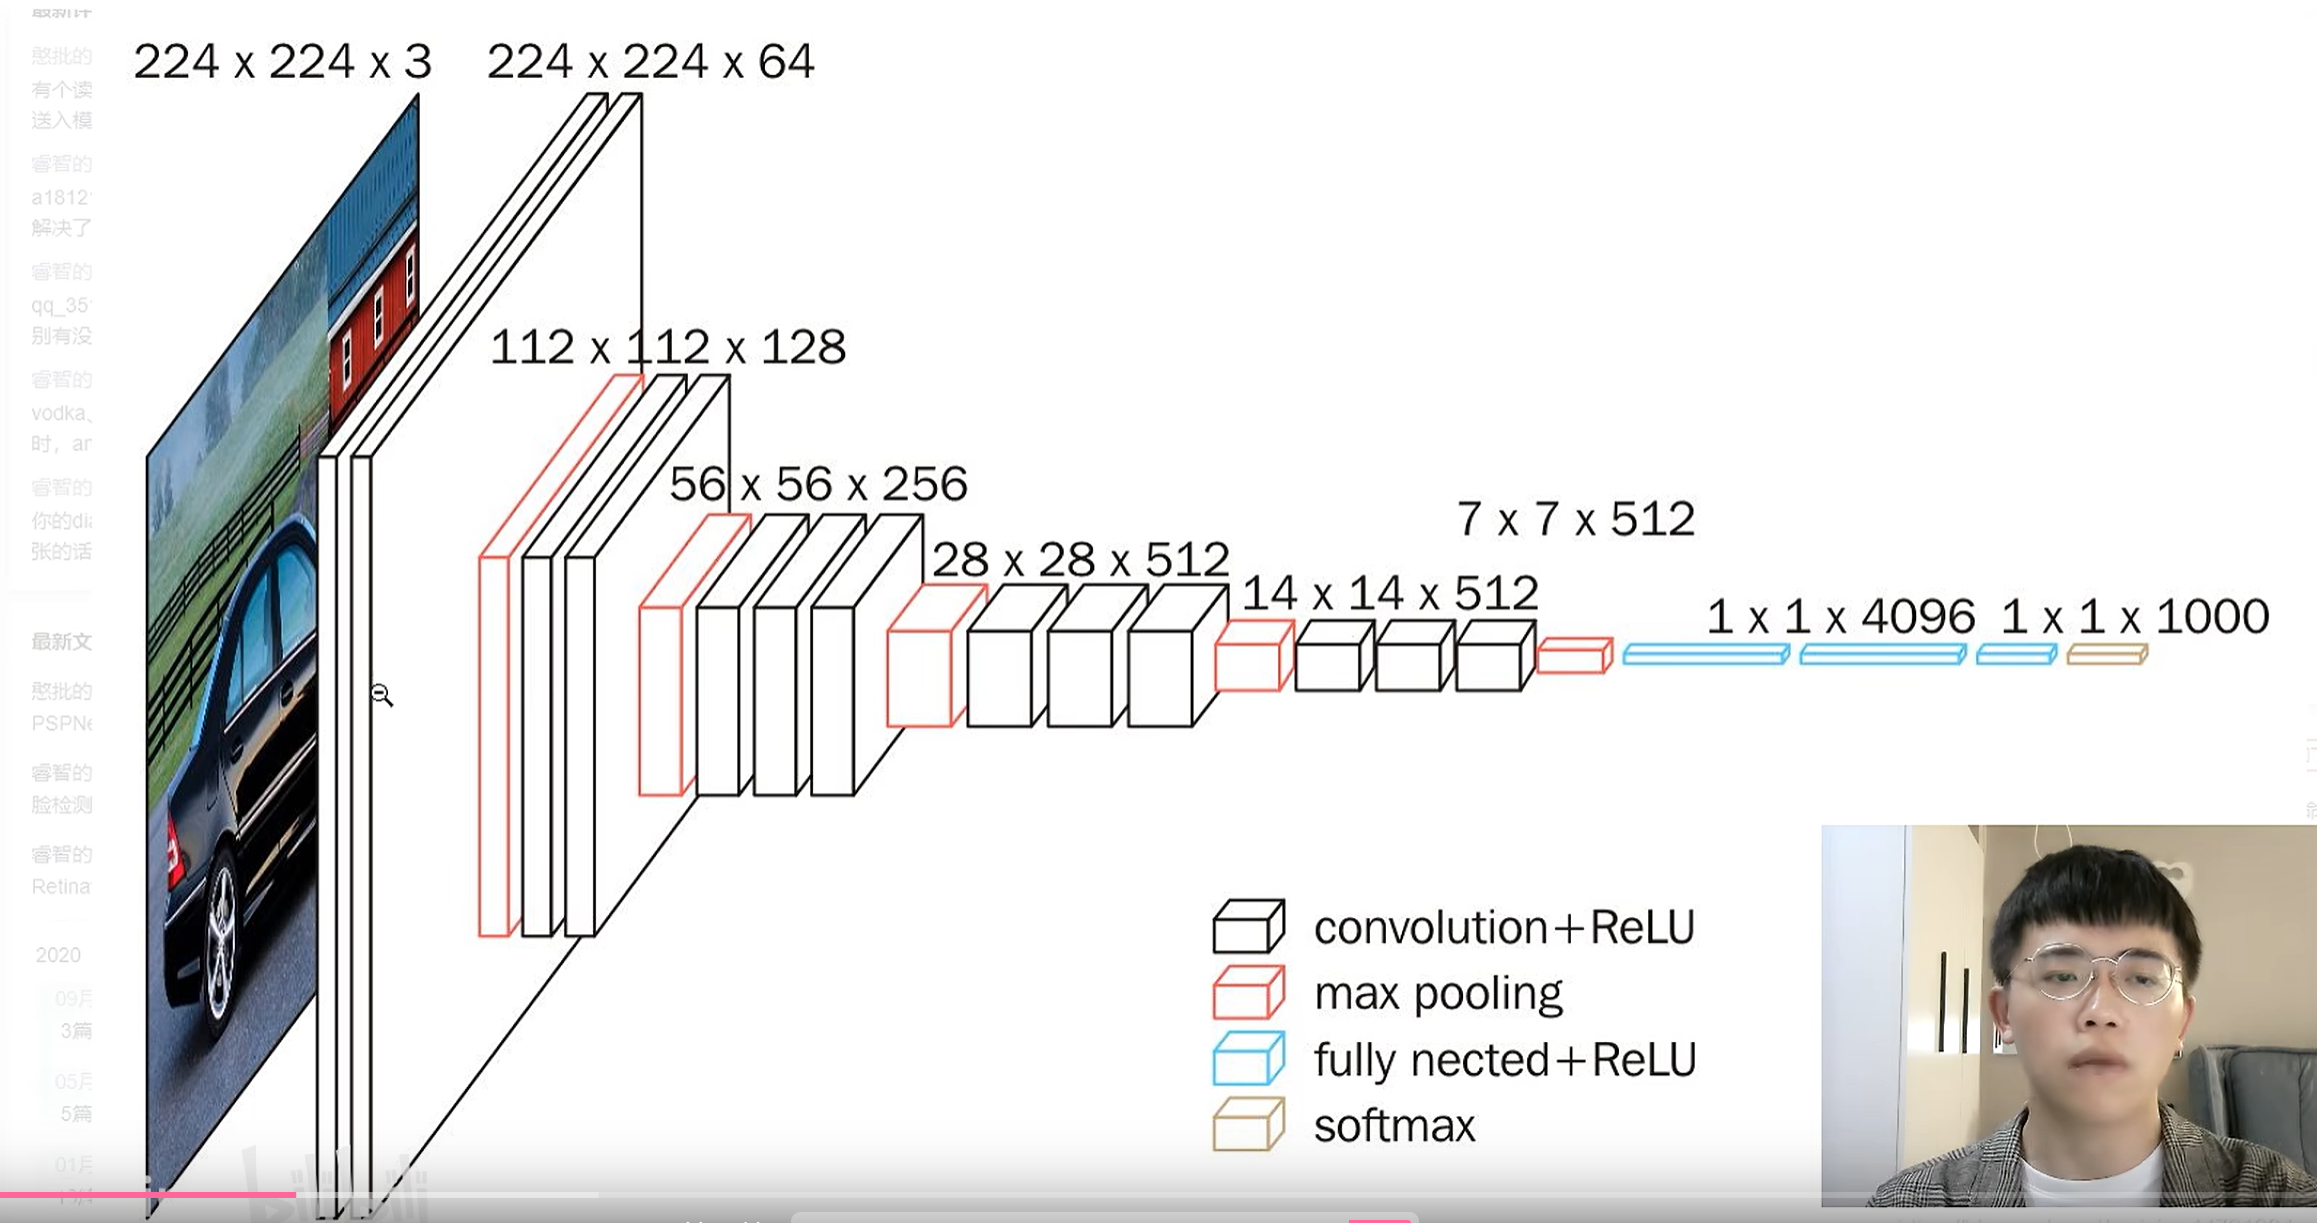 最新评
憨批的
224 x 224 x 3
224 x 224 x 64
有个读
送入模
睿智的
a1812
解决了
睿智的
qq_35
别有没
112 x 112 x 128
睿智的
vodka、
时，ar
56 x 56 x 256
睿智的
你的di
张的话
7 x 7 x 512
28 x 28 x 512
14 x 14 x 512
1 x 1 x 4096
1 x 1 x 1000
最新文
憨批的
PSPNe
睿智的
脸检测
睿智的
Retina
2020
09月
3篇
05月
5篇
01月
convolution+ReLU
max pooling
fully nected+ReLU
softmax
bilibili